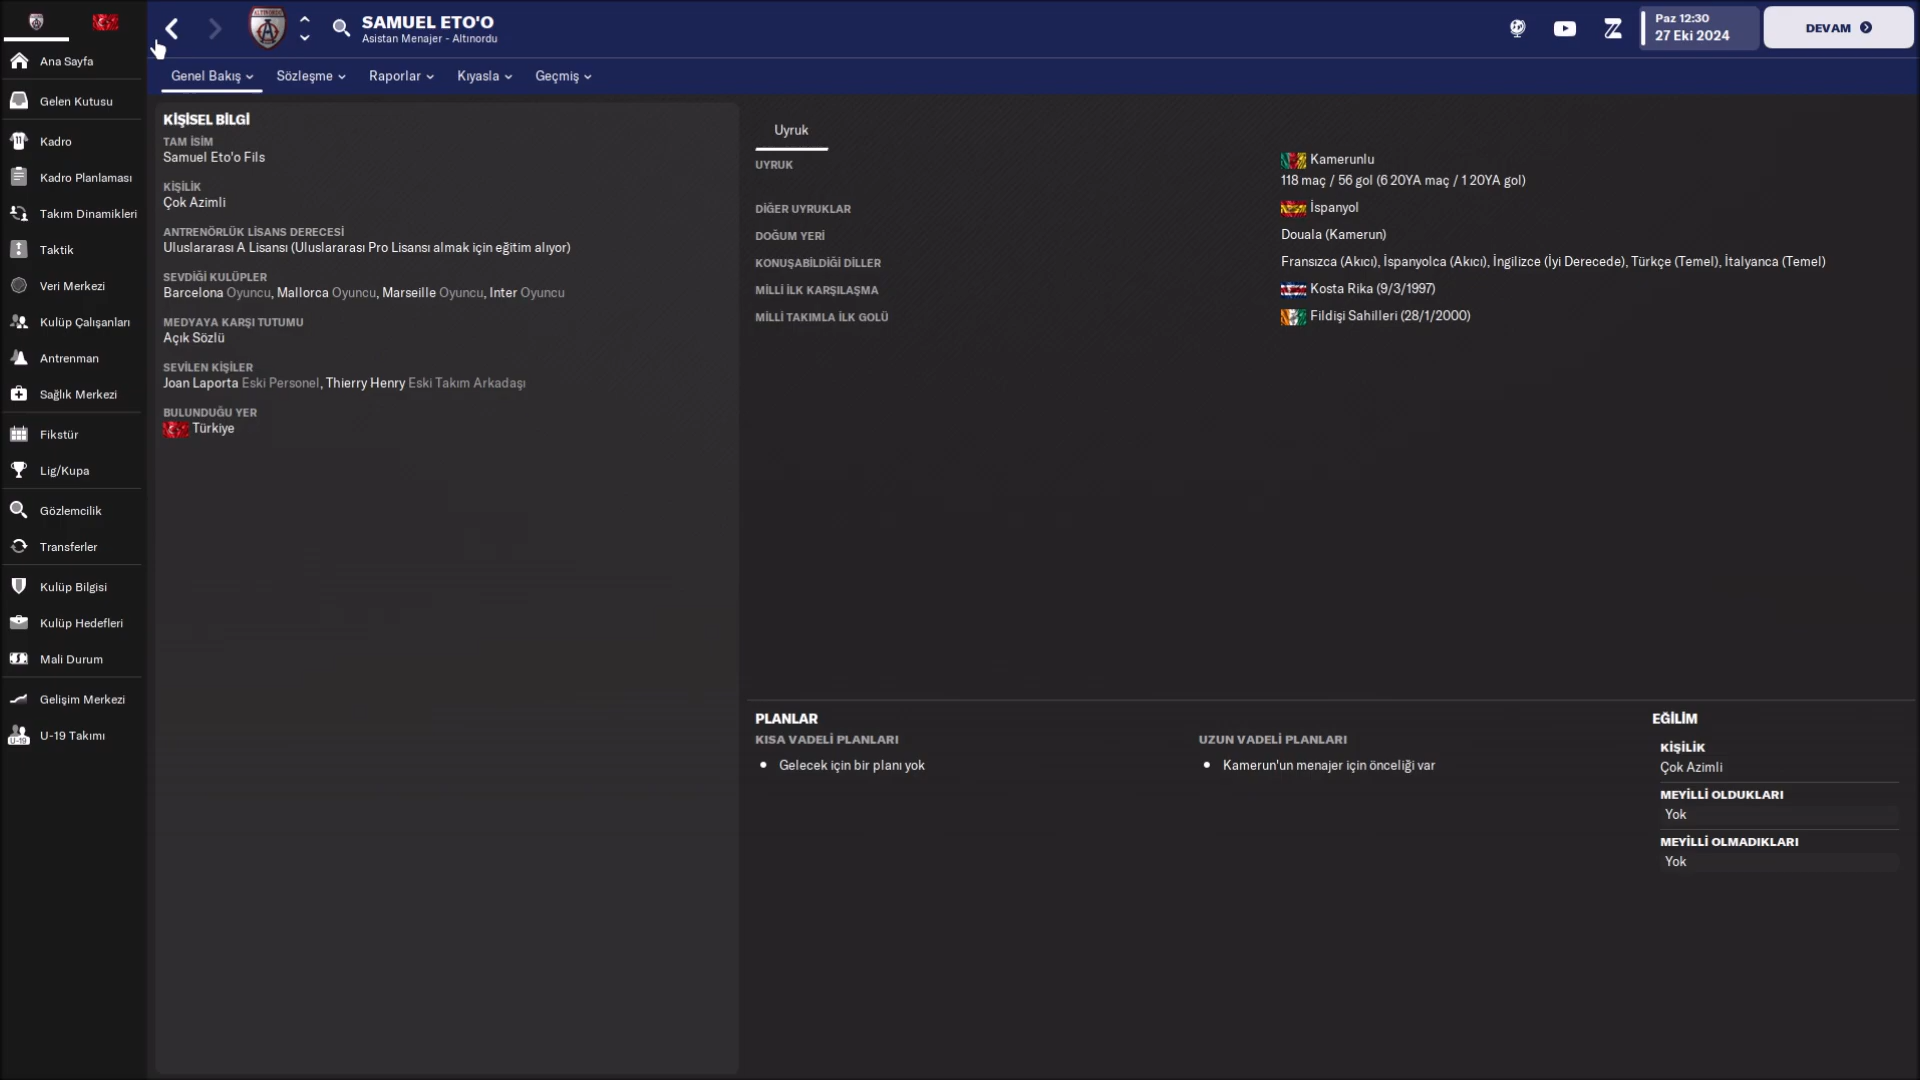 SAMUEL ETO'O
Asistan Menajer - Altınordu
Paz 12:30
27 Eki 2024
DEVAM
Genel Bakış
Sözleşme
Raporlar
Kıyasla
Geçmiş
Ana Sayfa
Gelen Kutusu
Kadro
Kadro Planlaması
Takım Dinamikleri
Taktik
Veri Merkezi
Kulüp Çalışanları
Antrenman
Sağlık Merkezi
Fikstür
Lig/Kupa
Gözlemcilik
Transferler
Kulüp Bilgisi
Kulüp Hedefleri
Mali Durum
Gelişim Merkezi
U-19 Takımı
KİŞİSEL BİLGİ
TAM İSİM
Samuel Eto'o Fils
KİŞİLİK
Çok Azimli
ANTRENÖRLÜK LİSANS DERECESİ
Uluslararası A Lisansı (Uluslararası Pro Lisansı almak için eğitim alıyor)
SEVDİĞİ KULÜPLER
Barcelona Oyuncu, Mallorca Oyuncu, Marseille Oyuncu, Inter Oyuncu
MEDYAYA KARŞI TUTUMU
Açık Sözlü
SEVİLEN KİŞİLER
Joan Laporta Eski Personel, Thierry Henry Eski Takım Arkadaşı
BULUNDUĞU YER
Türkiye
Uyruk
UYRUK
Kamerunlu
118 maç / 56 gol (6 20YA maç / 1 20YA gol)
DİĞER UYRUKLAR
İspanyol
DOĞUM YERİ
Douala (Kamerun)
KONUŞABİLDİĞİ DİLLER
Fransızca (Akıcı), İspanyolca (Akıcı), İngilizce (İyi Derecede), Türkçe (Temel), İtalyanca (Temel)
MİLLİ İLK KARŞILAŞMA
Kosta Rika (9/3/1997)
MİLLİ TAKIMLA İLK GOLÜ
Fildişi Sahilleri (28/1/2000)
PLANLAR
KISA VADELİ PLANLARI
Gelecek için bir planı yok
UZUN VADELİ PLANLARI
Kamerun'un menajer için önceliği var
EĞİLİM
KİŞİLİK
Çok Azimli
MEYİLLİ OLDUKLARI
Yok
MEYİLLİ OLMADIKLARI
Yok